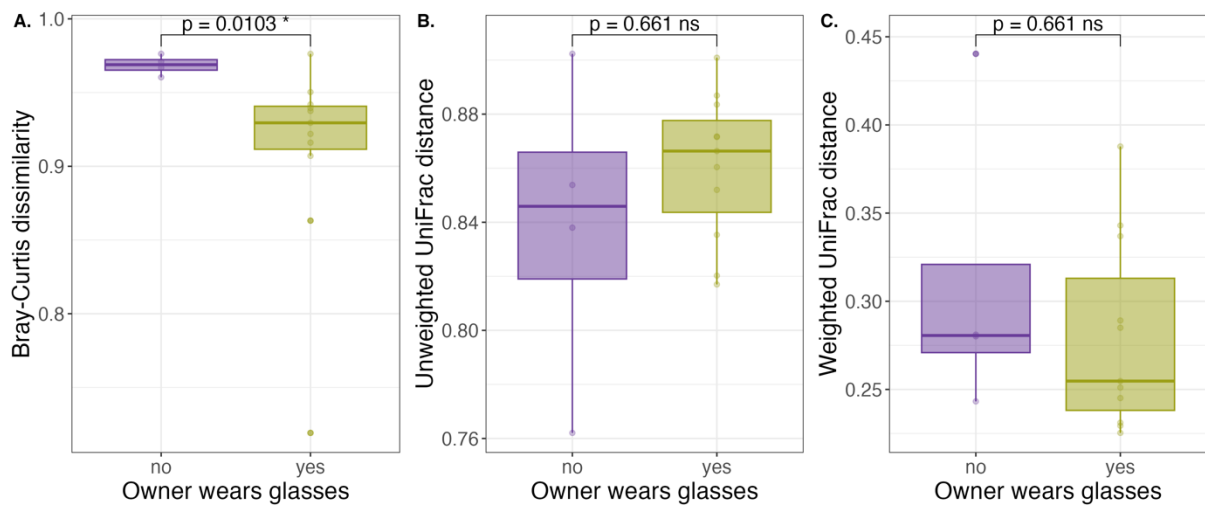 A.
p = 0.0103 *
Bray-Curtis dissimilarity
1.0
0.9
0.8
no yes
Owner wears glasses
B.
p = 0.661 ns
Unweighted UniFrac distance
0.88
0.84
0.80
0.76
no yes
Owner wears glasses
C.
p = 0.661 ns
Weighted UniFrac distance
0.45
0.40
0.35
0.30
0.25
no yes
Owner wears glasses